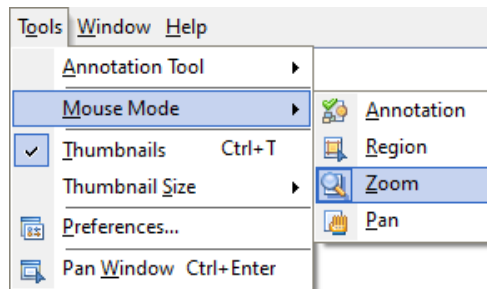 Tools Window Help
Annotation Tool
Mouse Mode
Annotation
Thumbnails Ctrl+T
Region
Thumbnail Size
Zoom
Preferences...
Pan
Pan Window Ctrl+Enter